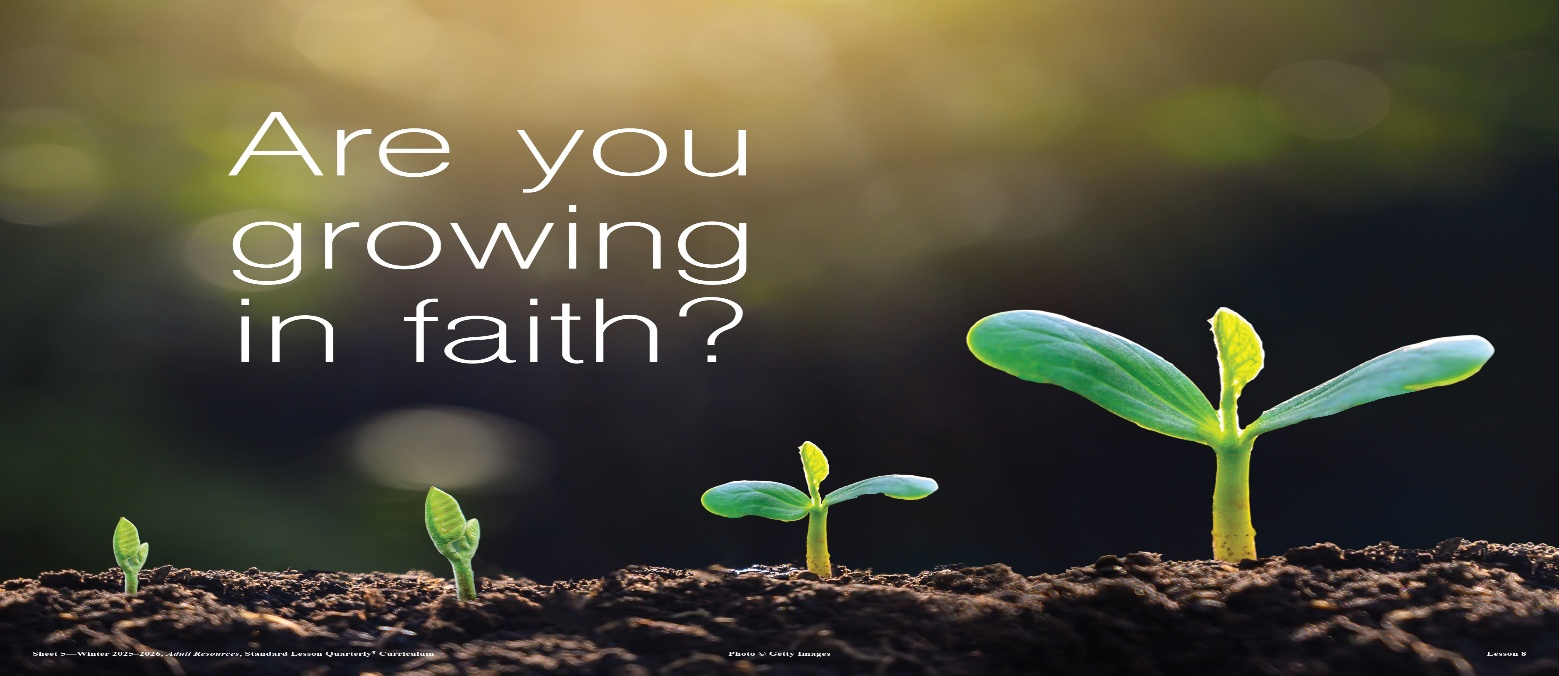 Are you
growing
in faith?
Sheet 5—Winter 2025–2026, Adult Resources, Standard Lesson Quarterly® Curriculum
Photo © Getty Images
Lesson 8